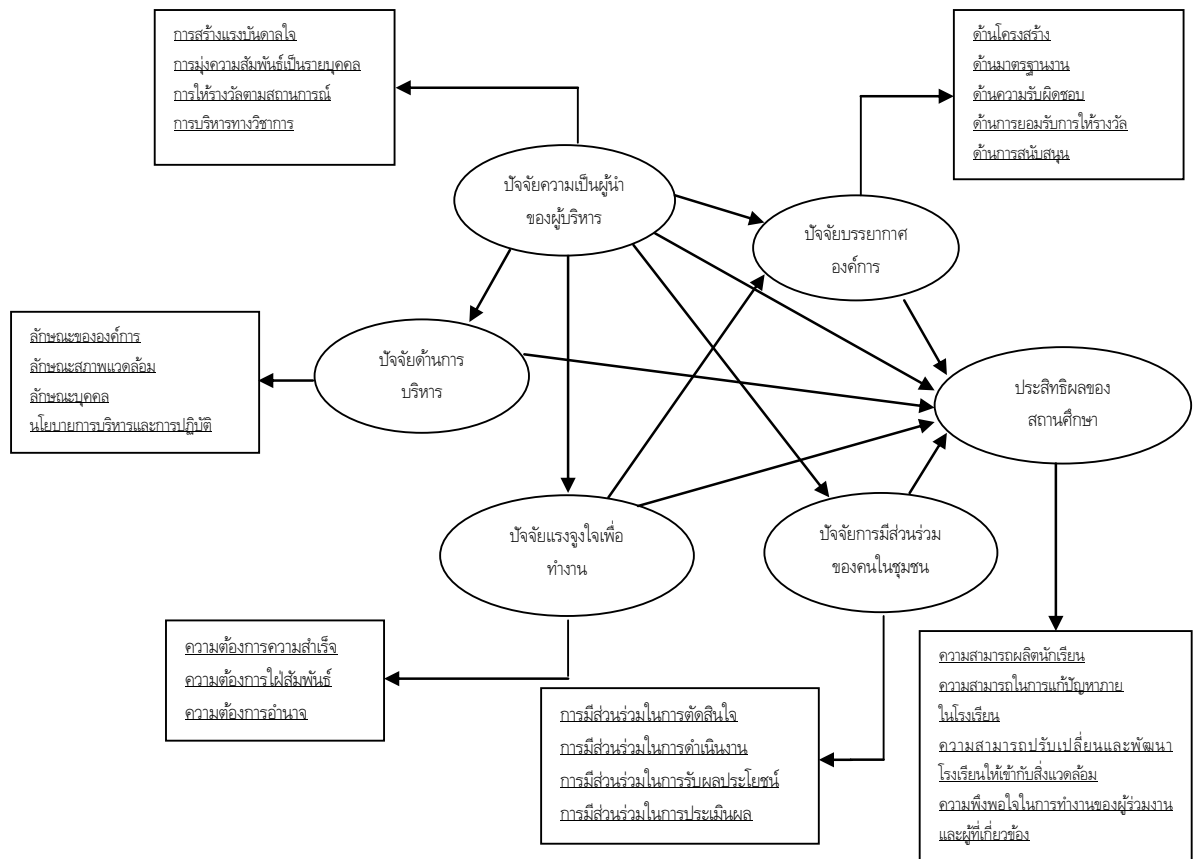 การสร้างแรงบันดาลใจ
การมุ่งความสัมพันธ์เป็นรายบุคคล
การให้รางวัลตามสถานการณ์
การบริหารทางวิชาการ
ด้านโครงสร้าง
ด้านมาตรฐานงาน
ด้านความรับผิดชอบ
ด้านการยอมรับการให้รางวัล
ด้านการสนับสนุน
ปัจจัยความเป็นผู้นำ
ของผู้บริหาร
ปัจจัยบรรยากาศ
องค์การ
ลักษณะขององค์การ
ลักษณะสภาพแวดล้อม
ลักษณะบุคคล
นโยบายการบริหารและการปฏิบัติ
ปัจจัยด้านการ
บริหาร
ประสิทธิผลของ
สถานศึกษา
ปัจจัยแรงจูงใจเพื่อ
ทำงาน
ปัจจัยการมีส่วนร่วม
ของคนในชุมชน
ความต้องการความสำเร็จ
ความต้องการใฝ่สัมพันธ์
ความต้องการอำนาจ
การมีส่วนร่วมในการตัดสินใจ
การมีส่วนร่วมในการดำเนินงาน
การมีส่วนร่วมในการรับผลประโยชน์
การมีส่วนร่วมในการประเมินผล
ความสามารถผลิตนักเรียน
ความสามารถในการแก้ปัญหาภาย
ในโรงเรียน
ความสามารถปรับเปลี่ยนและพัฒนา
โรงเรียนให้เข้ากับสิ่งแวดล้อม
ความพึงพอใจในการทำงานของผู้ร่วมงาน
และผู้ที่เกี่ยวข้อง